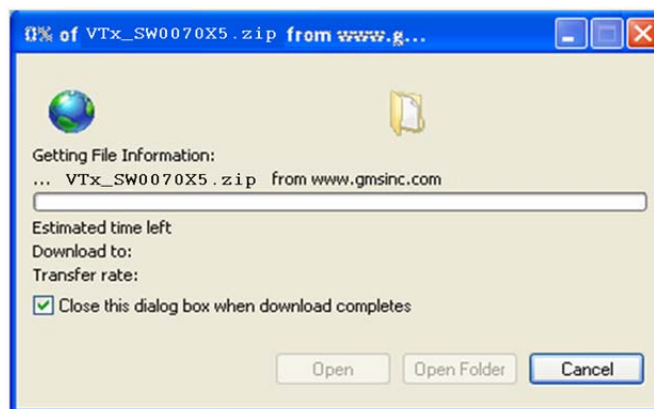 0% of VTx_SW0070X5.zip from www.g...
Getting File Information:
... VTx_SW0070X5.zip from www.gmsinc.com
Estimated time left
Download to:
Transfer rate:
Close this dialog box when download completes
Open Open Folder Cancel